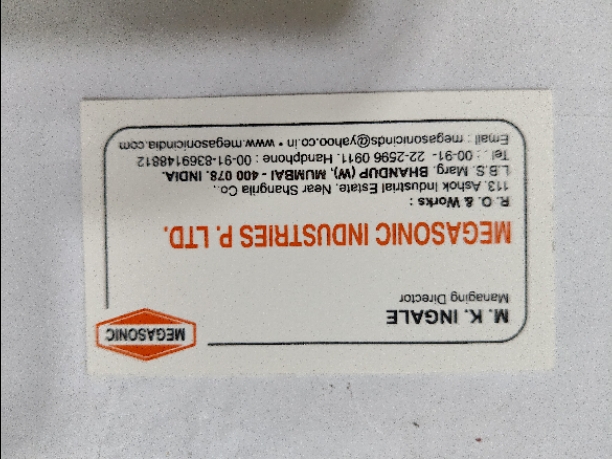 MEGASONIC
M. K. INGALE
Managing Director
MEGASONIC INDUSTRIES P. LTD.
R. O. & Works :
113, Ashok Industrial Estate, Near Shangrila Co.,
L.B.S. Marg, BHANDUP (W), MUMBAI - 400 078. INDIA.
Tel. : 00-91- 22-2596 0911. Handphone : 00-91-8369148812
Email : megasonicinds@yahoo.co.in • www.megasonicindia.com